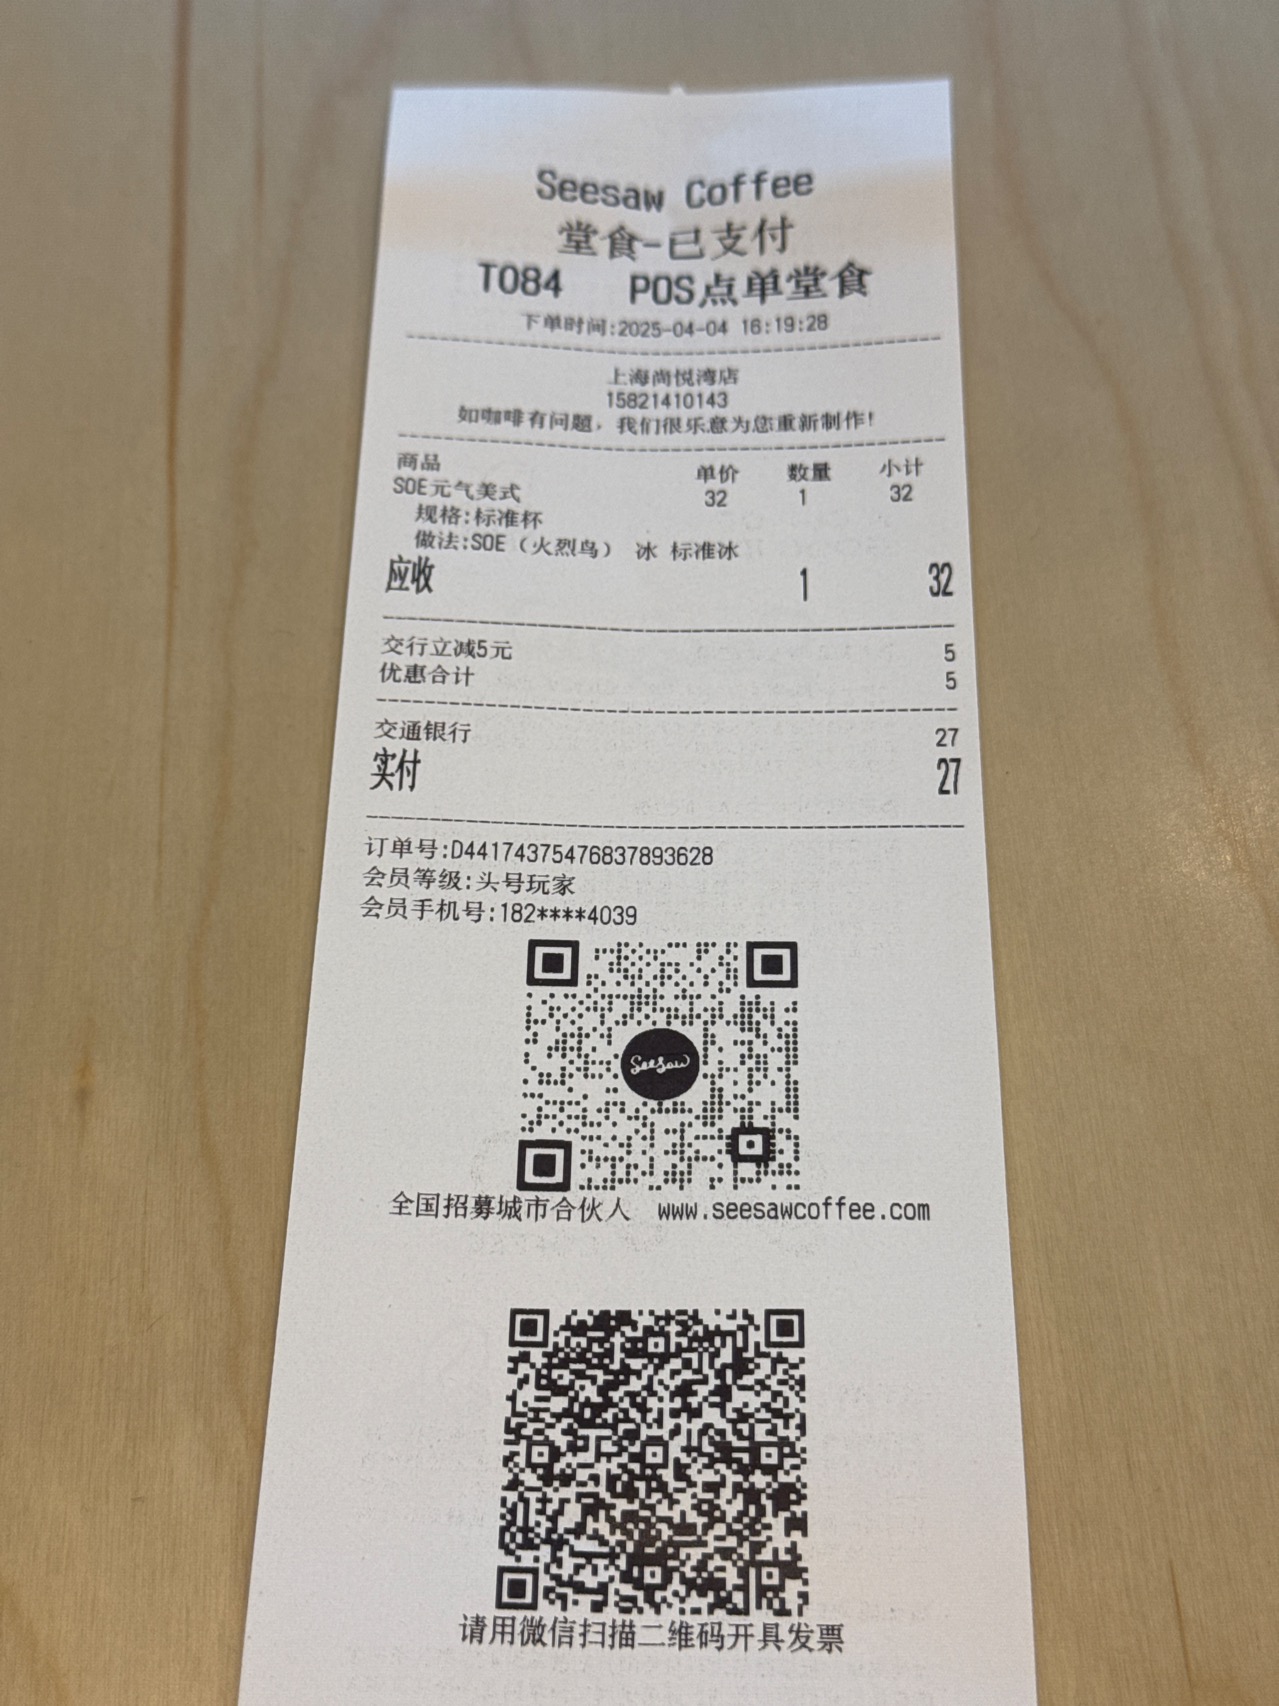 Seesaw Coffee
堂食-已支付
T084 POS点单堂食
下单时间:2025-04-04 16:19:28
上海尚悦湾店
15821410143
如咖啡有问题，我们很乐意为您重新制作!
商品 单价 数量 小计
SOE元气美式 32 1 32
规格:标准杯
做法:SOE（火烈鸟） 冰 标准冰
应收 1 32
交行立减5元 5
优惠合计 5
交通银行 27
实付 27
订单号:D44174375476837893628
会员等级:头号玩家
会员手机号:182****4039
SeeSaw
全国招募城市合伙人 www.seesawcoffee.com
请用微信扫描二维码开具发票